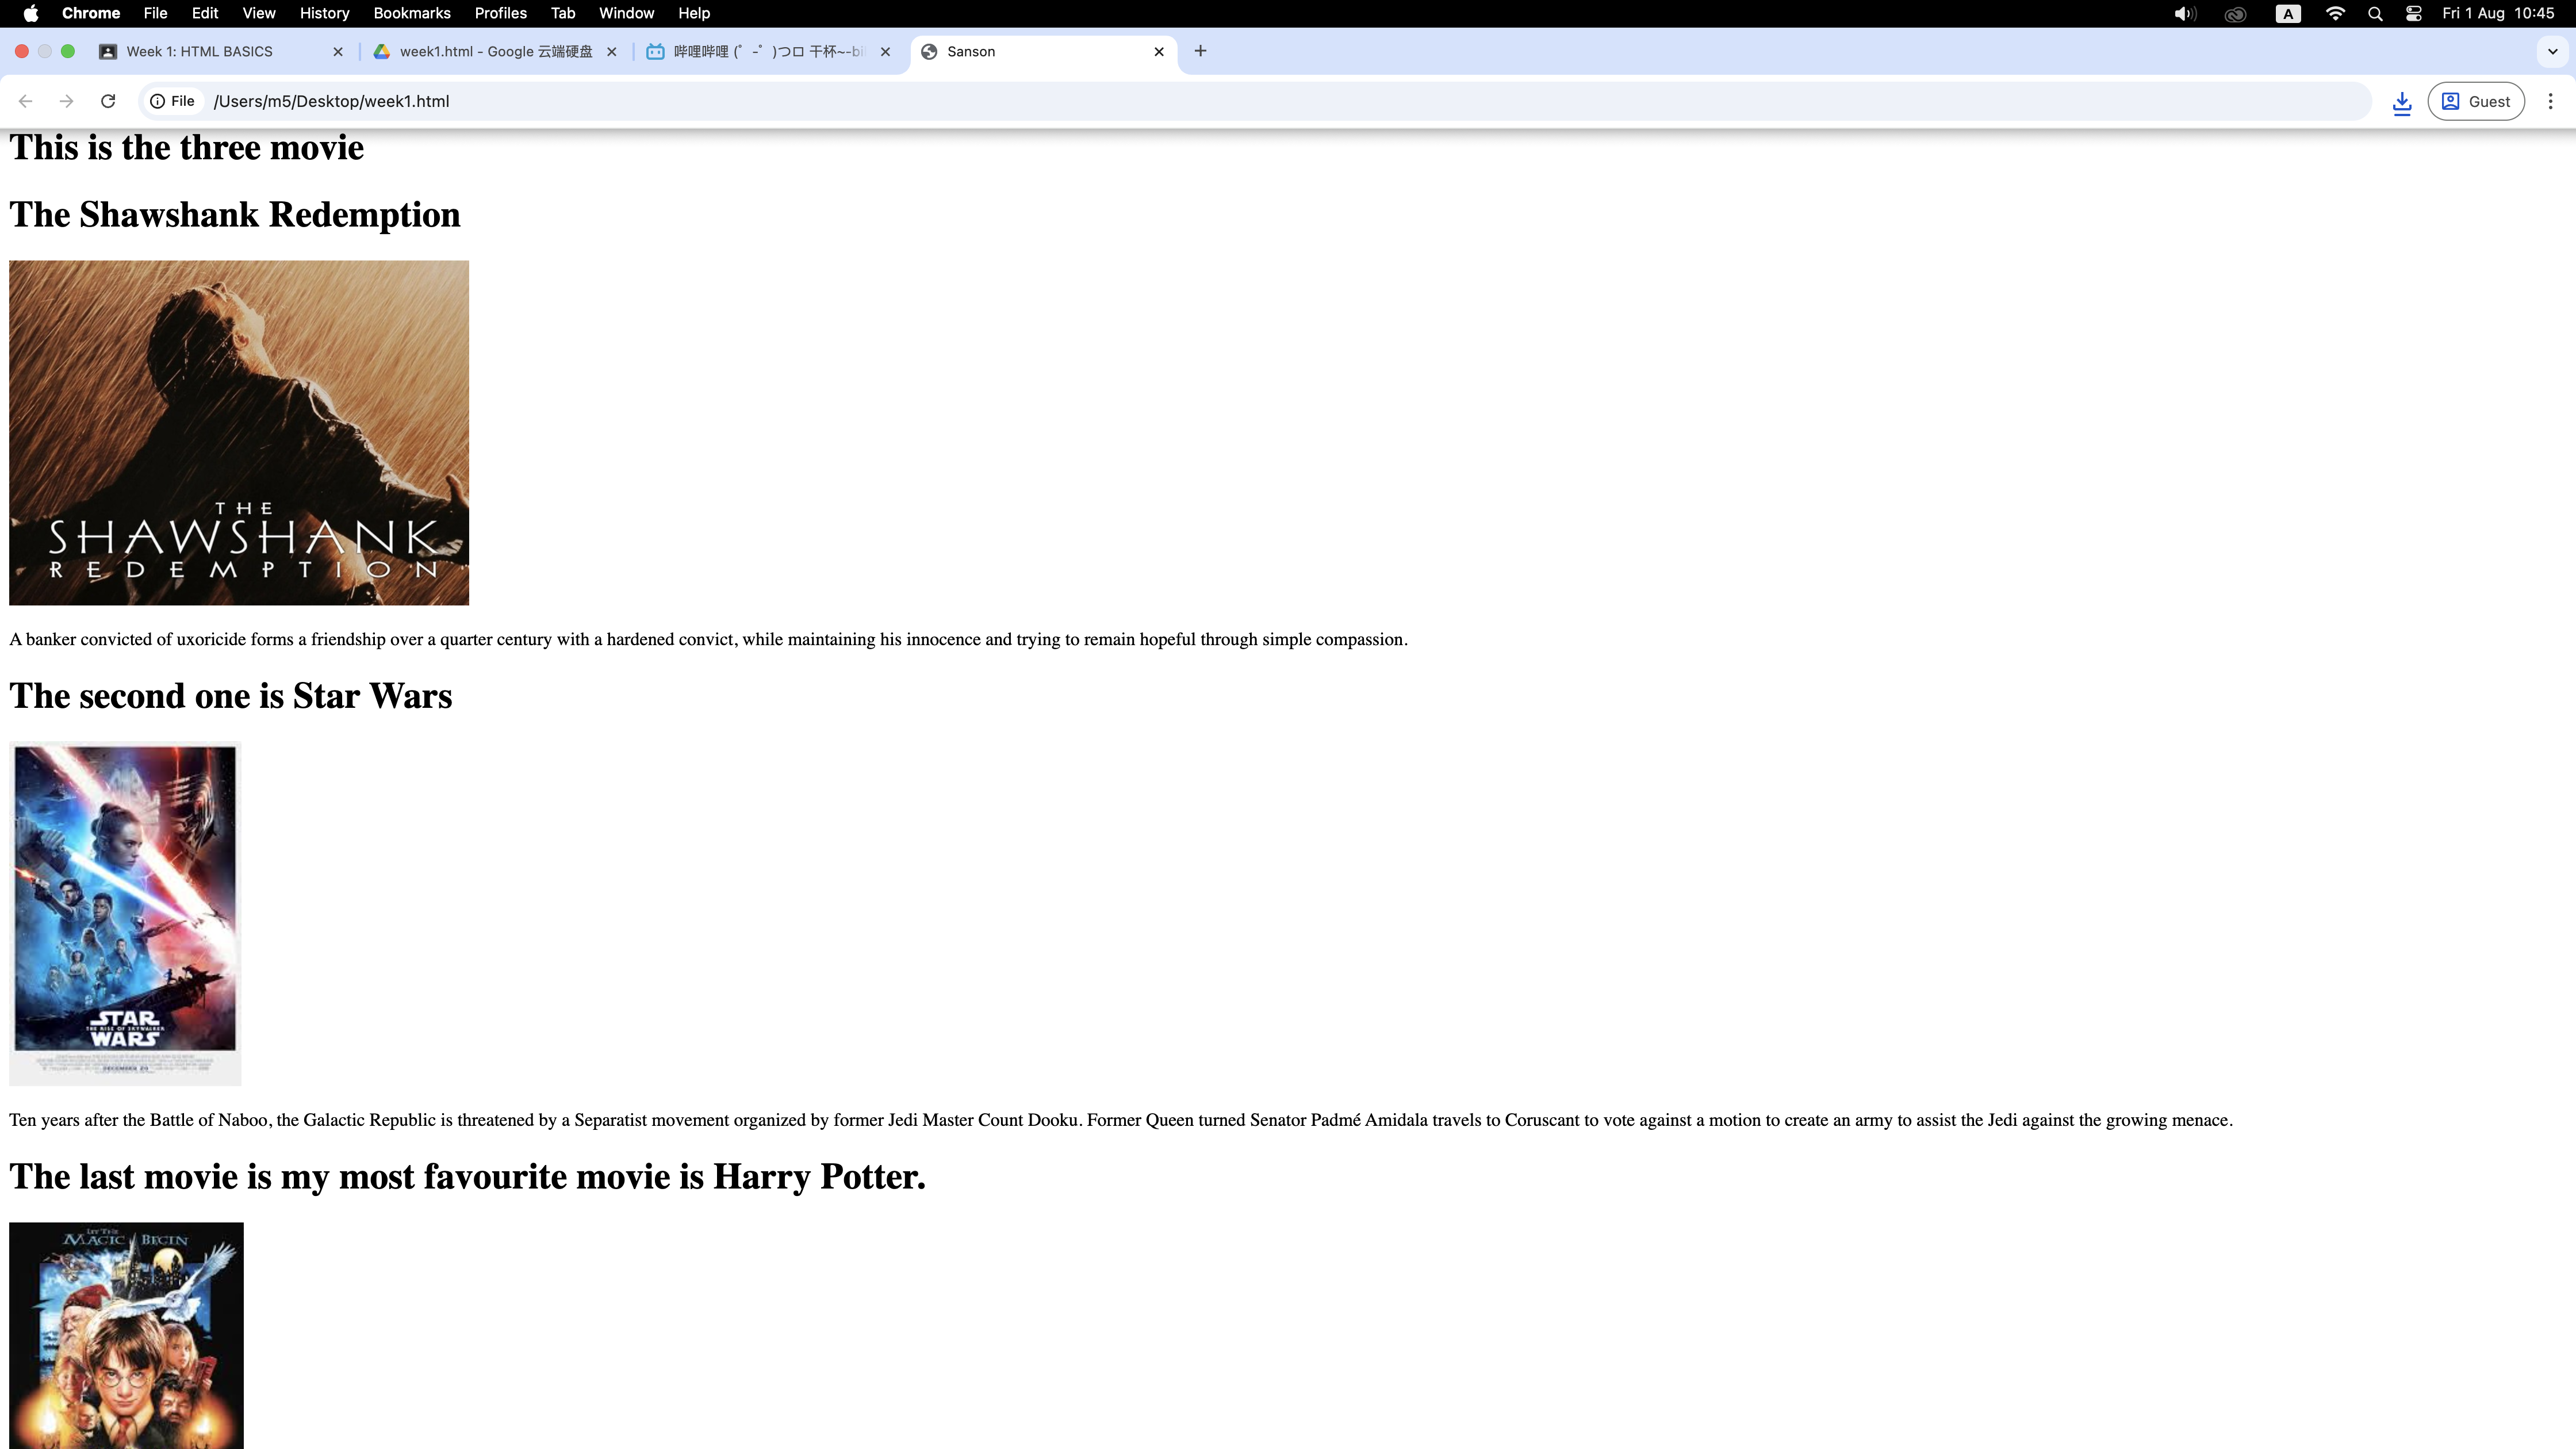 Chrome File Edit View History Bookmarks Profiles Tab Window Help A Fri 1 Aug 10:45
Week 1: HTML BASICS
week1.html - Google 云端硬盘
哔哩哔哩 (゜-゜)つロ 干杯~-bi
Sanson
File /Users/m5/Desktop/week1.html Guest
This is the three movie
The Shawshank Redemption
THE
SHAWSHANK
REDEMPTION
A banker convicted of uxoricide forms a friendship over a quarter century with a hardened convict, while maintaining his innocence and trying to remain hopeful through simple compassion.
The second one is Star Wars
STAR
THE RISE OF SKYWALKER
WARS
DECEMBER 20
Ten years after the Battle of Naboo, the Galactic Republic is threatened by a Separatist movement organized by former Jedi Master Count Dooku. Former Queen turned Senator Padmé Amidala travels to Coruscant to vote against a motion to create an army to assist the Jedi against the growing menace.
The last movie is my most favourite movie is Harry Potter.
LET THE
MAGIC BEGIN